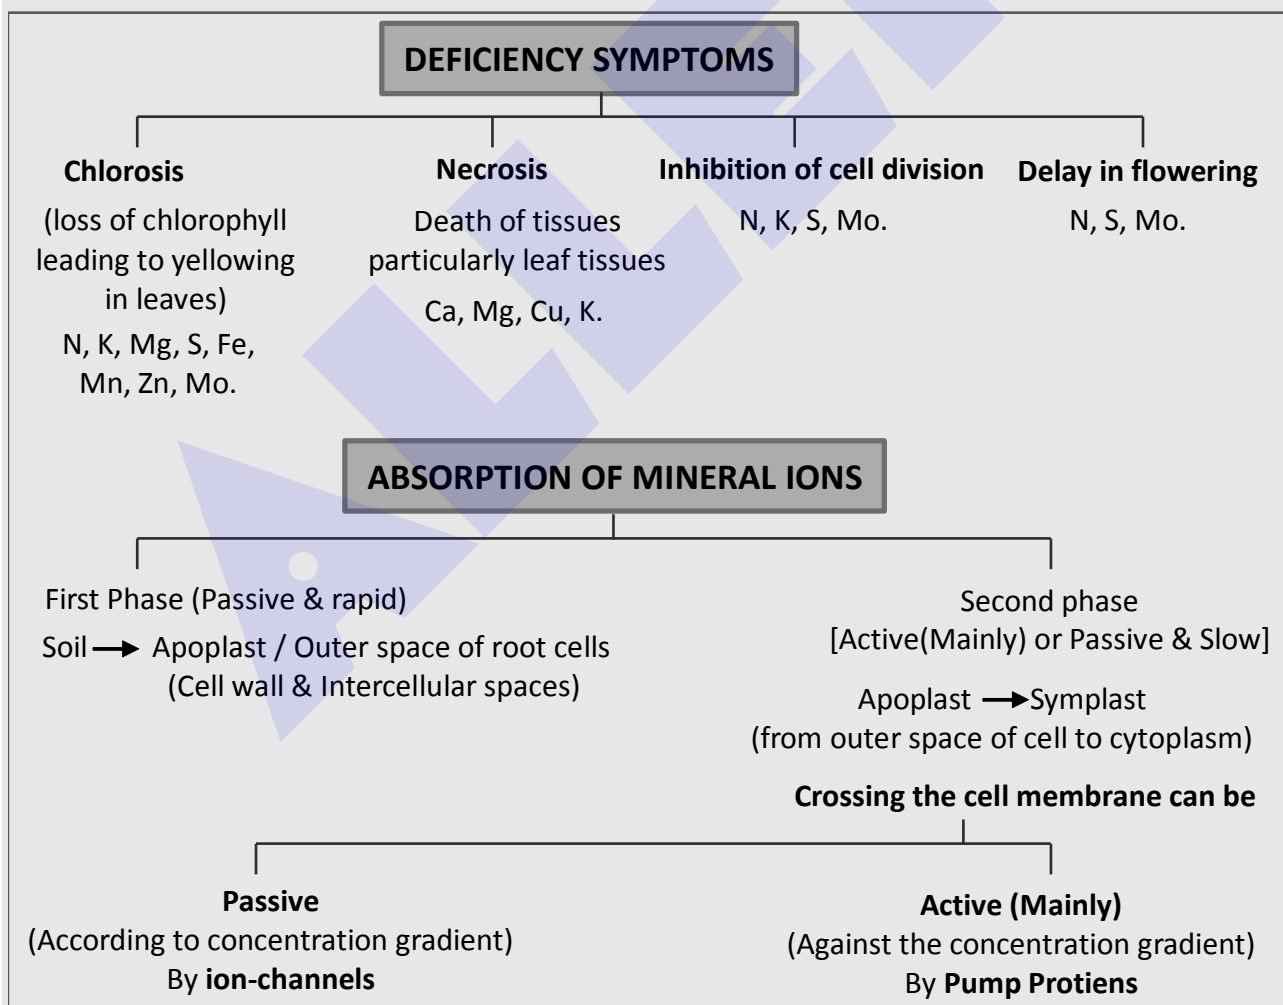 DEFICIENCY SYMPTOMS
Chlorosis
(loss of chlorophyll
leading to yellowing
in leaves)
N, K, Mg, S, Fe,
Mn, Zn, Mo.
Necrosis
Death of tissues
particularly leaf tissues
Ca, Mg, Cu, K.
Inhibition of cell division
N, K, S, Mo.
Delay in flowering
N, S, Mo.
ABSORPTION OF MINERAL IONS
First Phase (Passive & rapid)
Soil → Apoplast / Outer space of root cells
(Cell wall & Intercellular spaces)
Second phase
[Active(Mainly) or Passive & Slow]
Apoplast → Symplast
(from outer space of cell to cytoplasm)
Crossing the cell membrane can be
Passive
(According to concentration gradient)
By ion-channels
Active (Mainly)
(Against the concentration gradient)
By Pump Protiens